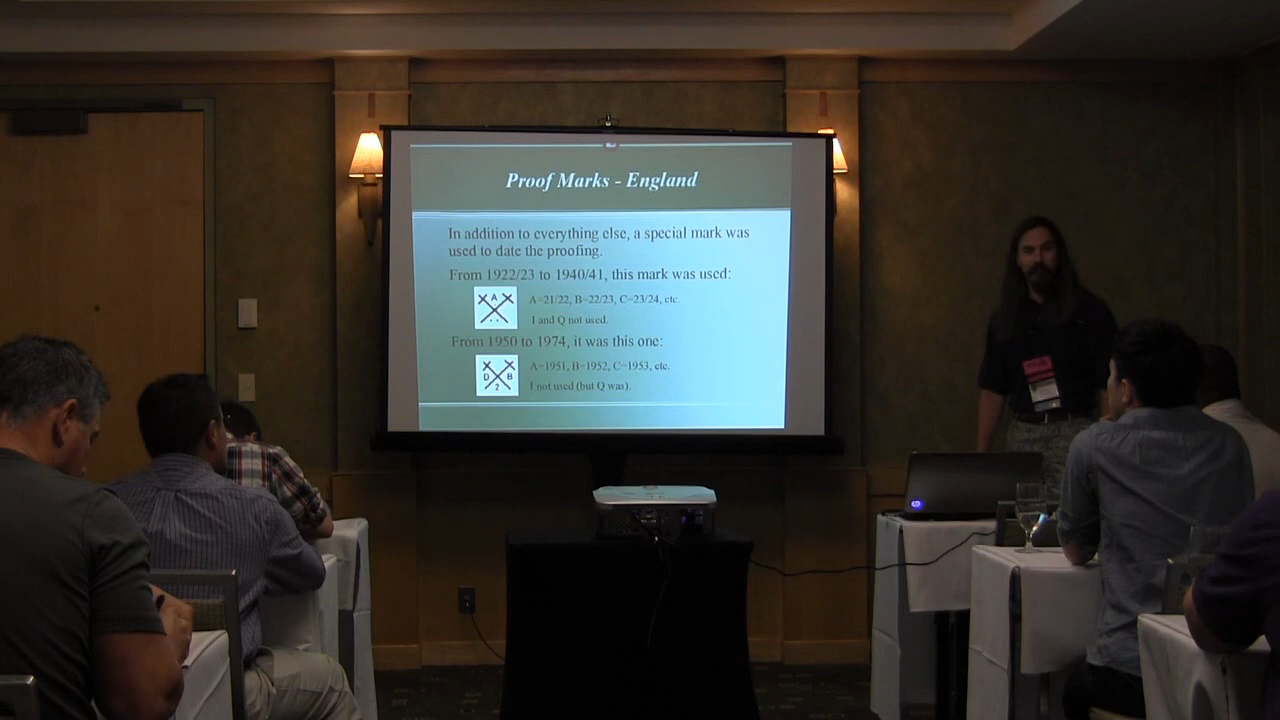 Proof Marks - England
In addition to everything else, a special mark was
used to date the proofing.
From 1922/23 to 1940/41, this mark was used:
A
A=21/22, B=22/23, C=23/24, etc.
I and Q not used.
From 1950 to 1974, it was this one:
D B
2
A=1951, B=1952, C=1953, etc.
I not used (but Q was).
hp